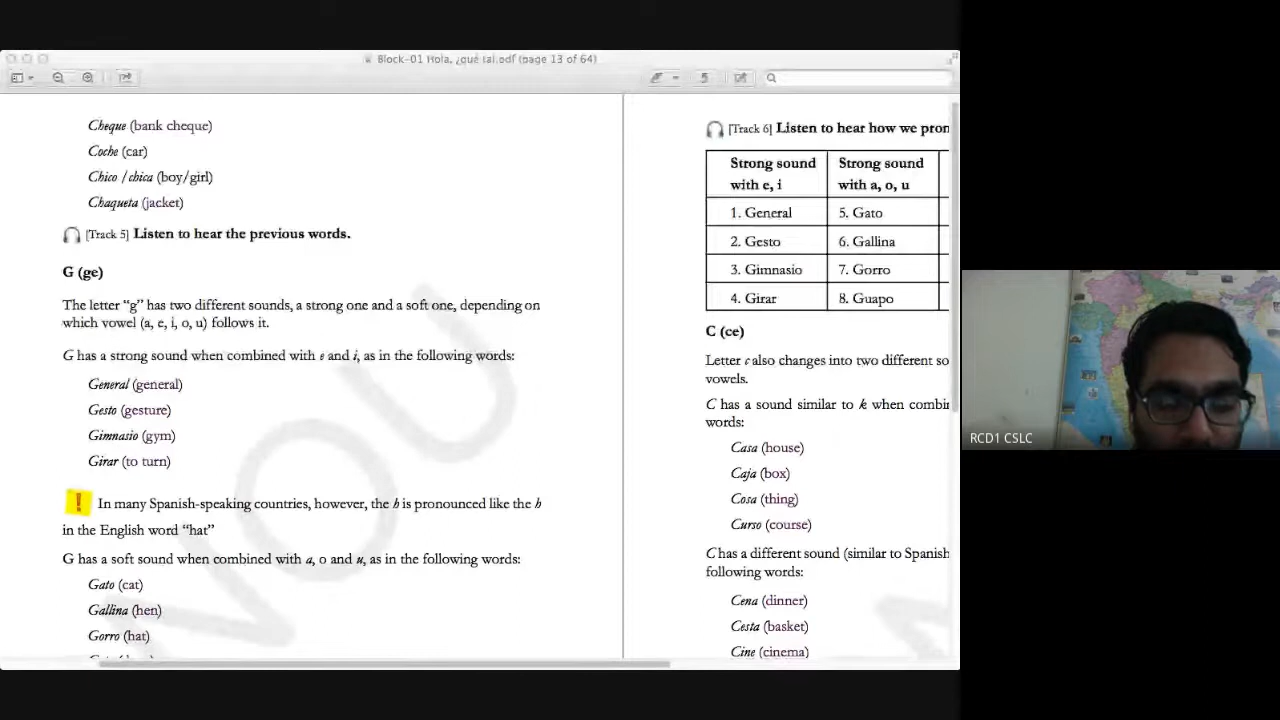 Block-01 Hola, ¿qué tal.pdf (page 13 of 64)
Cheque (bank cheque)
Coche (car)
Chico /chica (boy/girl)
Chaqueta (jacket)
[Track 5] Listen to hear the previous words.
G (ge)
The letter “g” has two different sounds, a strong one and a soft one, depending on
which vowel (a, e, i, o, u) follows it.
G has a strong sound when combined with e and i, as in the following words:
General (general)
Gesto (gesture)
Gimnasio (gym)
Girar (to turn)
! In many Spanish-speaking countries, however, the h is pronounced like the h
in the English word “hat”
G has a soft sound when combined with a, o and u, as in the following words:
Gato (cat)
Gallina (hen)
Gorro (hat)
[Track 6] Listen to hear how we pron
Strong sound
with e, i
Strong sound
with a, o, u
1. General 5. Gato
2. Gesto 6. Gallina
3. Gimnasio 7. Gorro
4. Girar 8. Guapo
C (ce)
Letter c also changes into two different so
vowels.
C has a sound similar to k when combin
words:
Casa (house)
Caja (box)
Cosa (thing)
Curso (course)
C has a different sound (similar to Spanish
following words:
Cena (dinner)
Cesta (basket)
Cine (cinema)
RCD1 CSLC